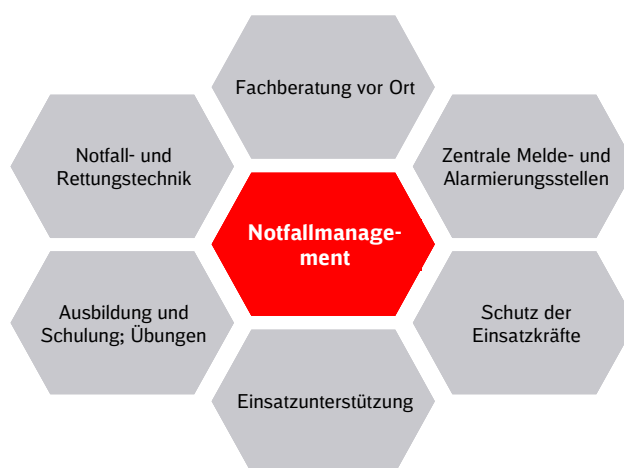 Fachberatung vor Ort
Notfall- und
Rettungstechnik
Zentrale Melde- und
Alarmierungsstellen
Notfallmanage-
ment
Ausbildung und
Schulung; Übungen
Schutz der
Einsatzkräfte
Einsatzunterstützung